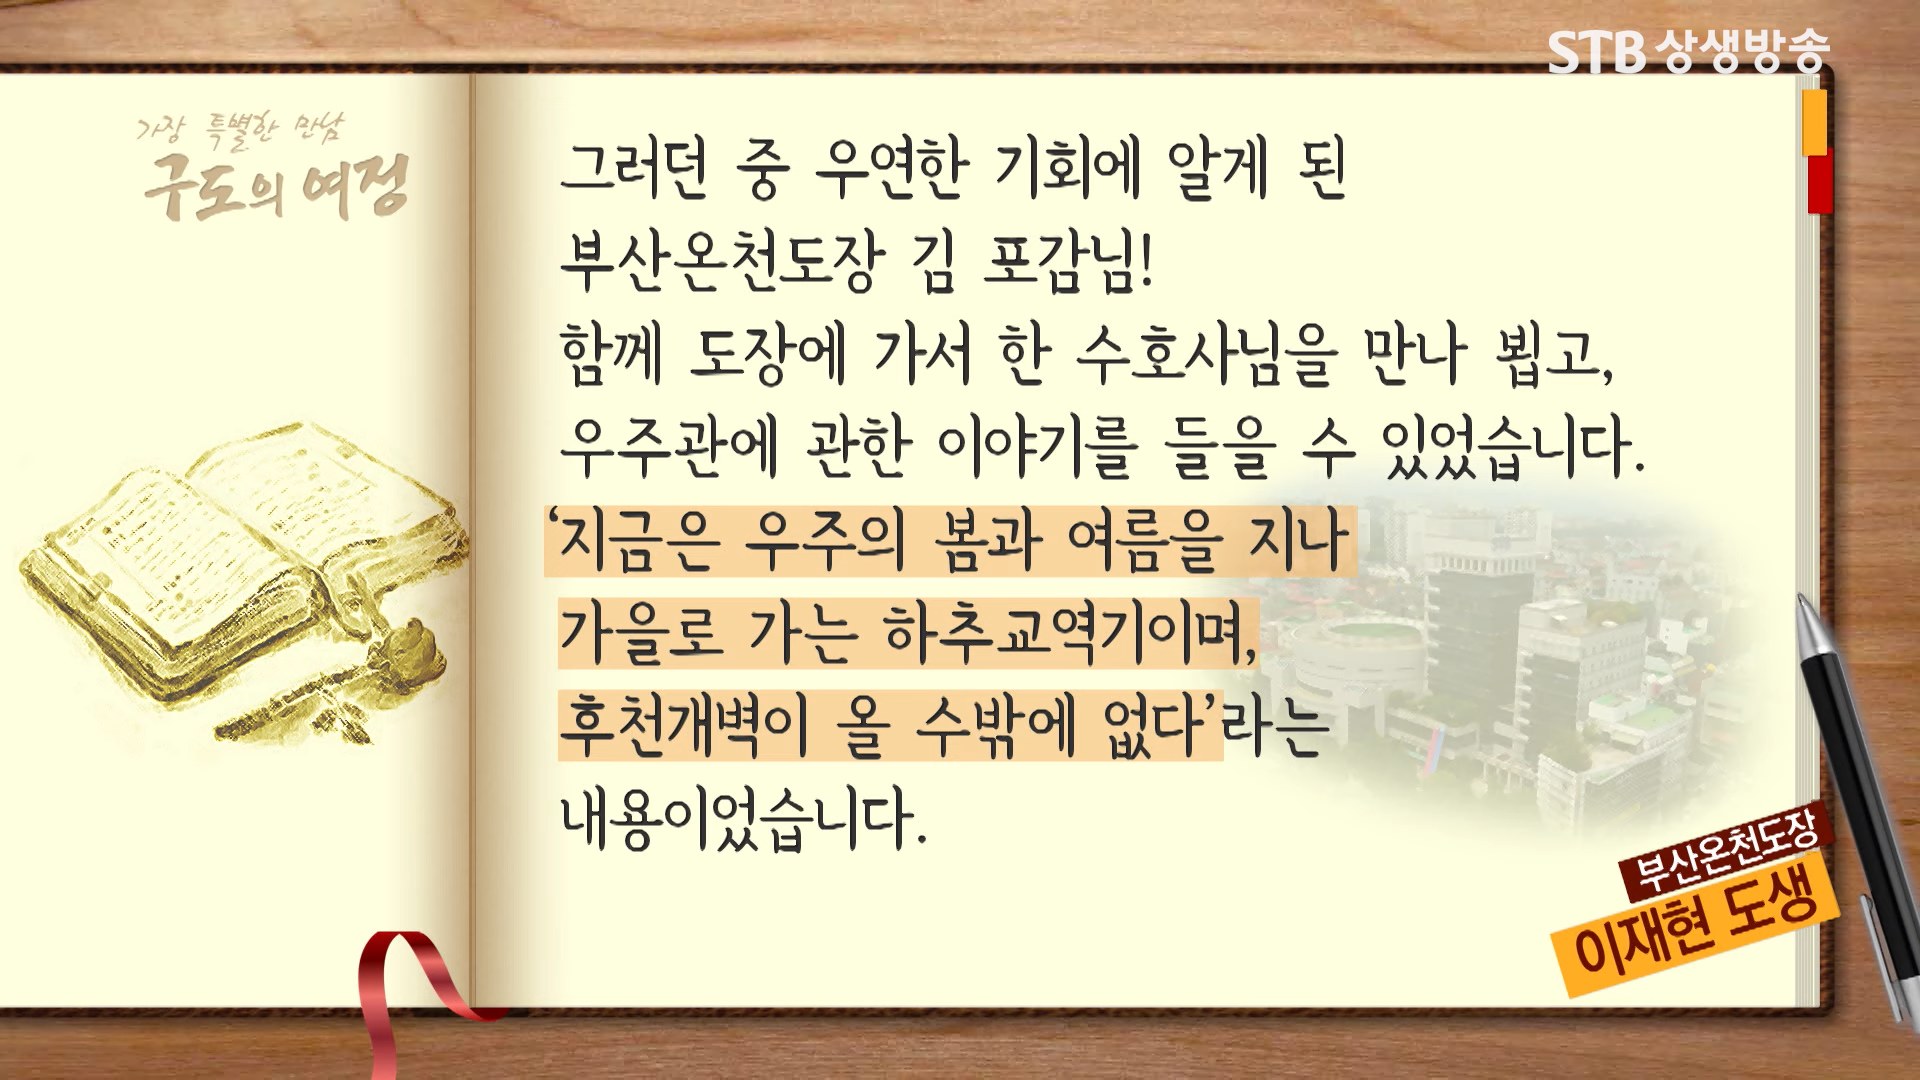 STB 상생방송
가장 특별한 만남
구도의 여정
그러던 중 우연한 기회에 알게 된
부산온천도장 김 포감님!
함께 도장에 가서 한 수호사님을 만나 뵙고,
우주관에 관한 이야기를 들을 수 있었습니다.
‘지금은 우주의 봄과 여름을 지나
가을로 가는 하추교역기이며,
후천개벽이 올 수밖에 없다’라는
내용이었습니다.
부산온천도장
이재현 도생